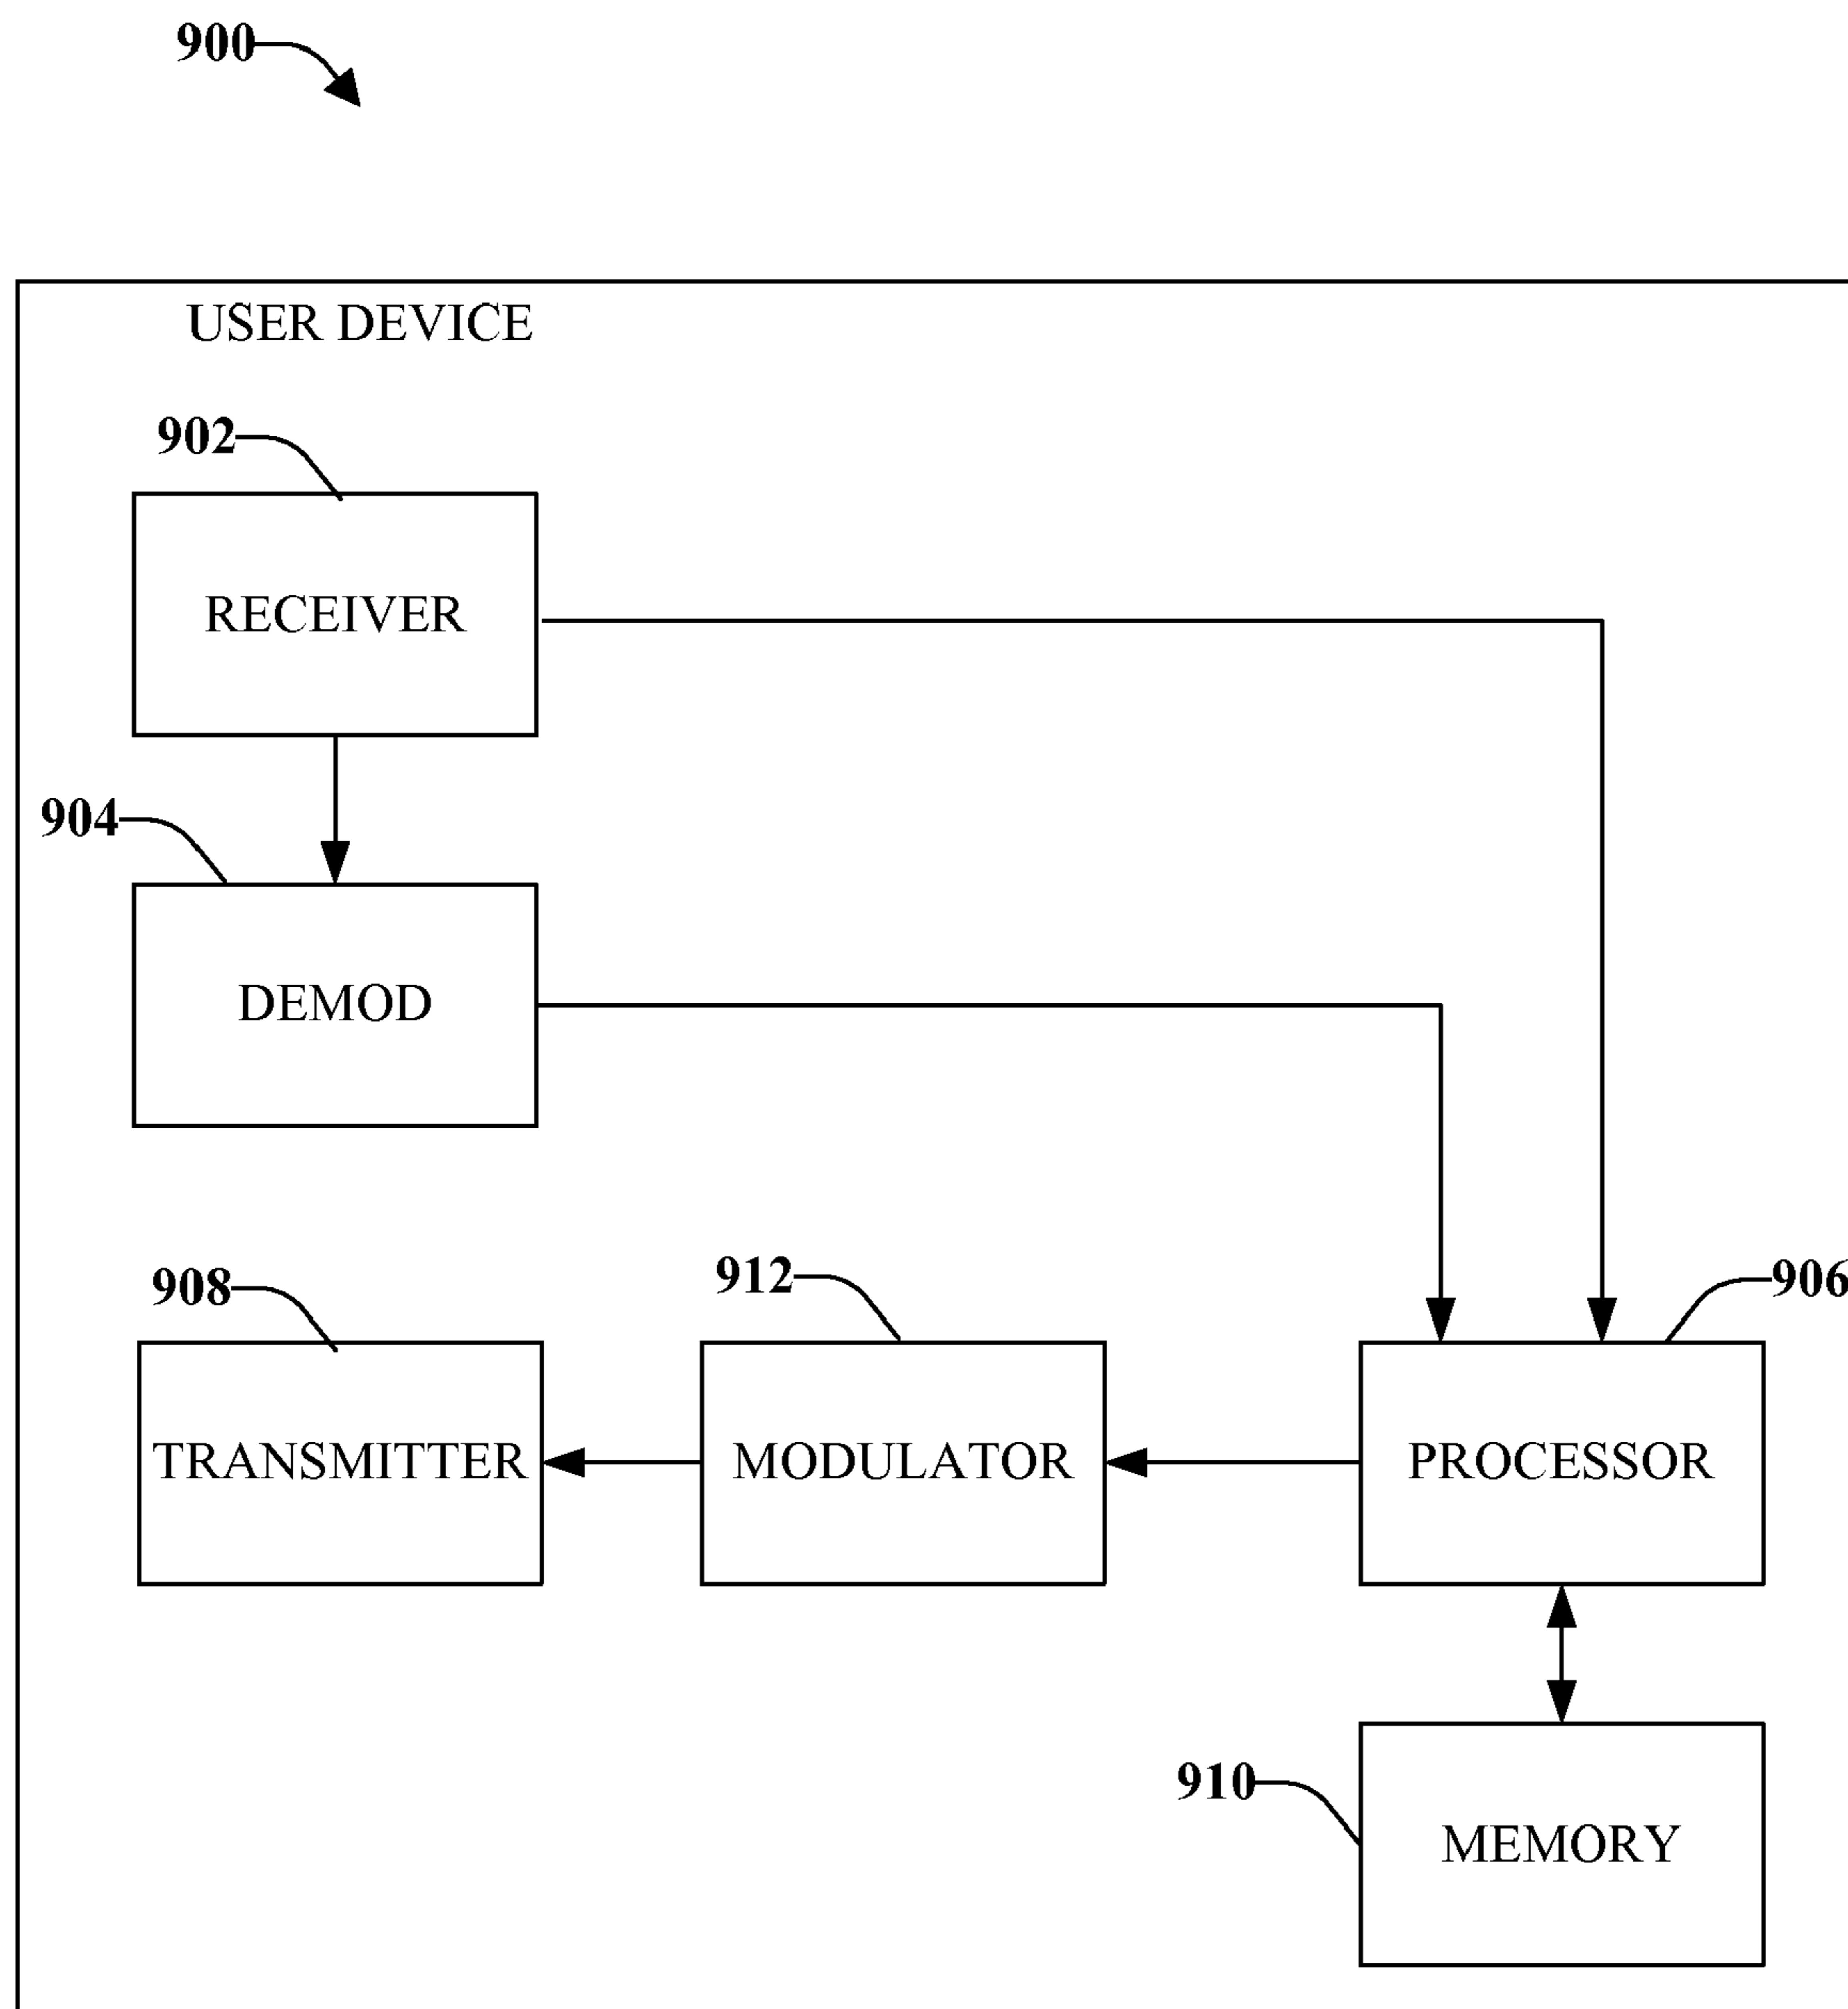 900
USER DEVICE
902
RECEIVER
904
DEMOD
908
912
906
TRANSMITTER
MODULATOR
PROCESSOR
910
MEMORY